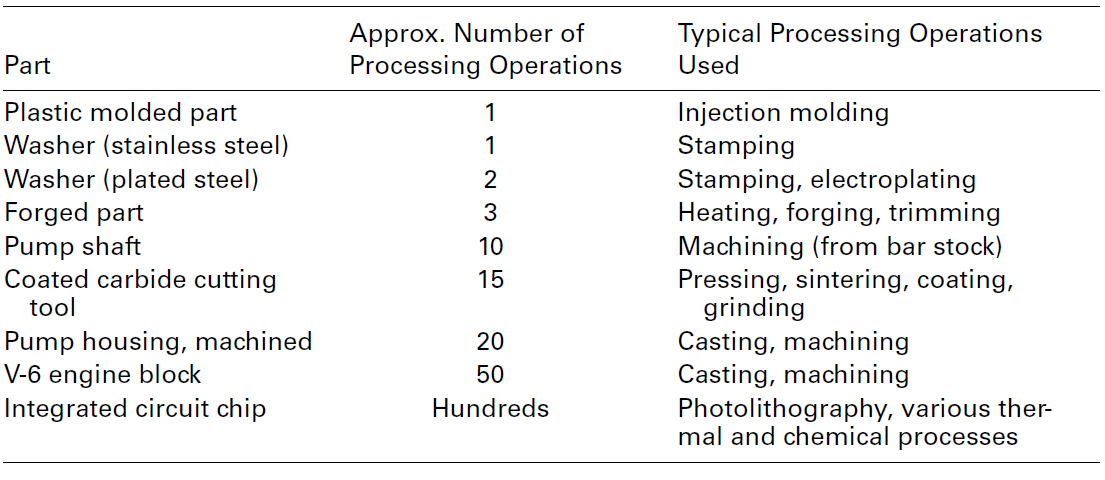 Part Approx. Number of Processing Operations Typical Processing Operations Used
Plastic molded part 1 Injection molding
Washer (stainless steel) 1 Stamping
Washer (plated steel) 2 Stamping, electroplating
Forged part 3 Heating, forging, trimming
Pump shaft 10 Machining (from bar stock)
Coated carbide cutting 15 Pressing, sintering, coating,
tool grinding
Pump housing, machined 20 Casting, machining
V-6 engine block 50 Casting, machining
Integrated circuit chip Hundreds Photolithography, various ther-
mal and chemical processes